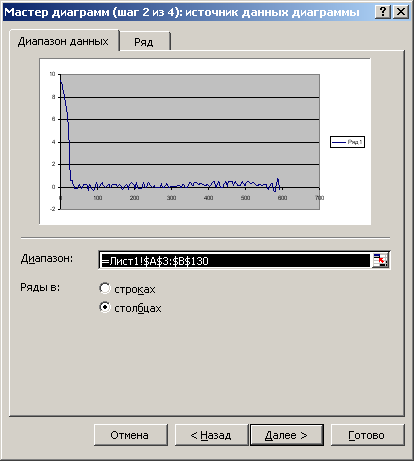 Мастер диаграмм (шаг 2 из 4): источник данных диаграммы
Диапазон данных Ряд
10
8
6
4
2
0
-2
0 100 200 300 400 500 600 700
Ряд1
Диапазон: =Лист1!$A$3:$B$130
Ряды в: строках
столбцах
Отмена < Назад Далее > Готово